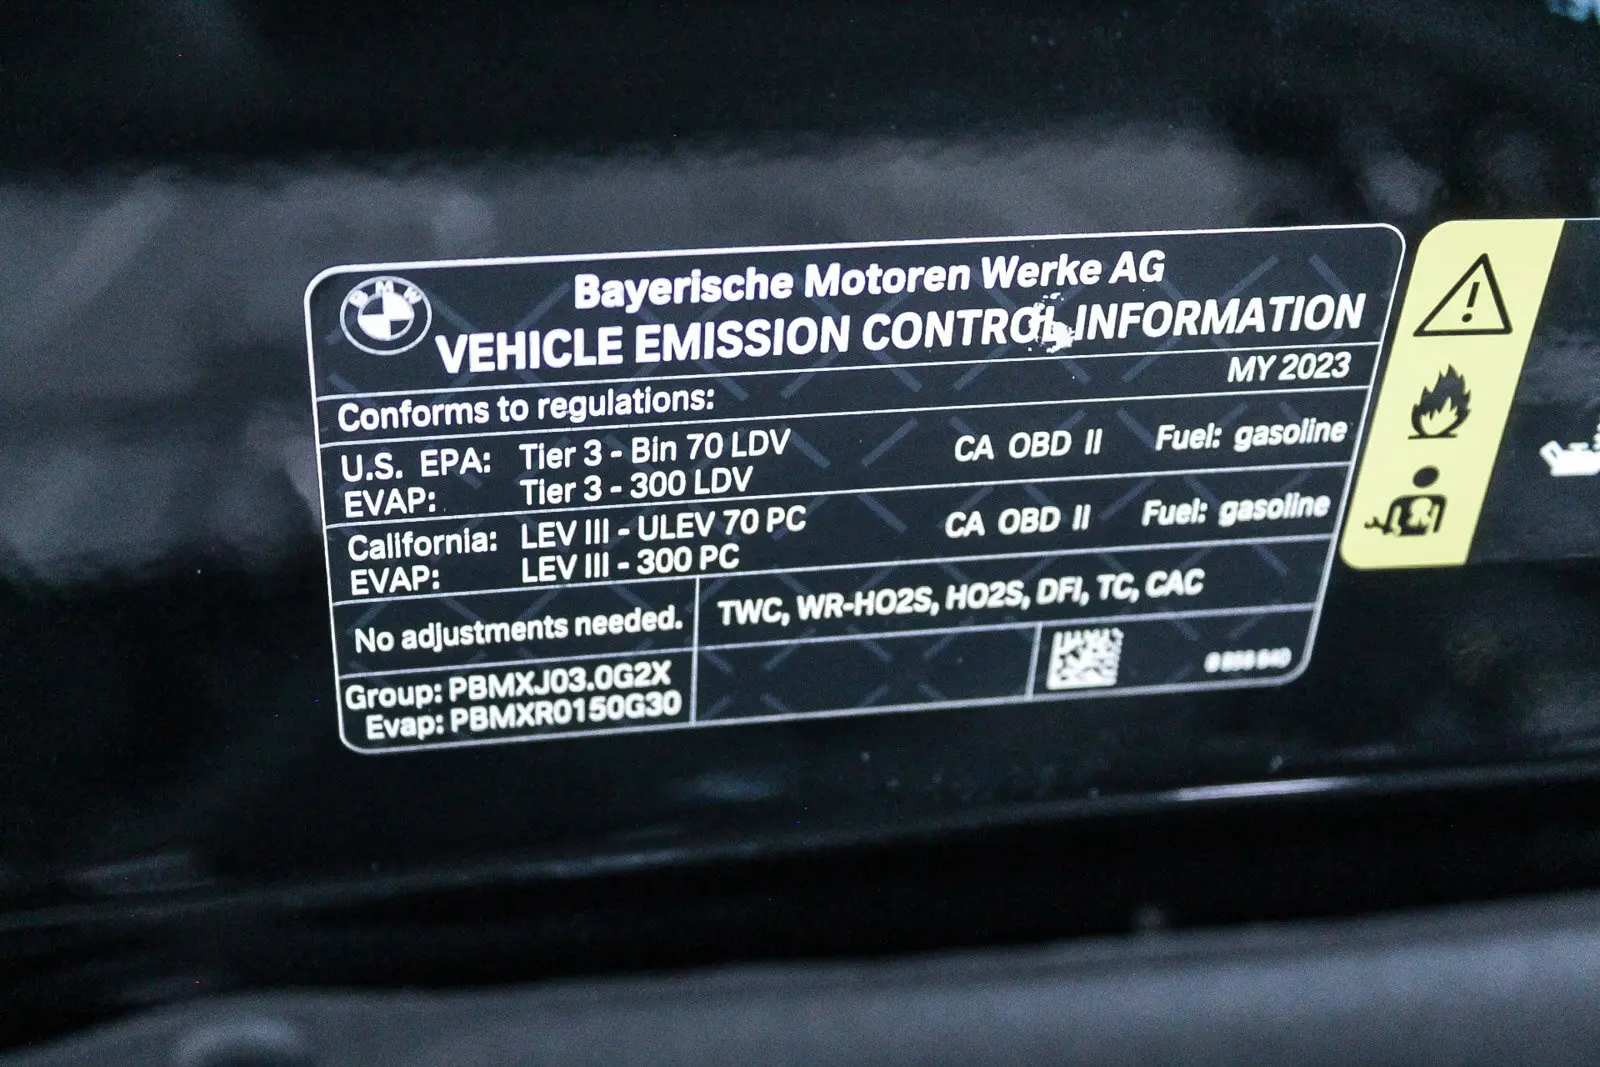 BMW
Bayerische Motoren Werke AG
VEHICLE EMISSION CONTROL INFORMATION
MY 2023
Conforms to regulations:
U.S. EPA: Tier 3 - Bin 70 LDV CA OBD II Fuel: gasoline
EVAP: Tier 3 - 300 LDV
California: LEV III - ULEV 70 PC CA OBD II Fuel: gasoline
EVAP: LEV III - 300 PC
No adjustments needed. TWC, WR-HO2S, HO2S, DFI, TC, CAC
Group: PBMXJ03.0G2X
Evap: PBMXR0150G30